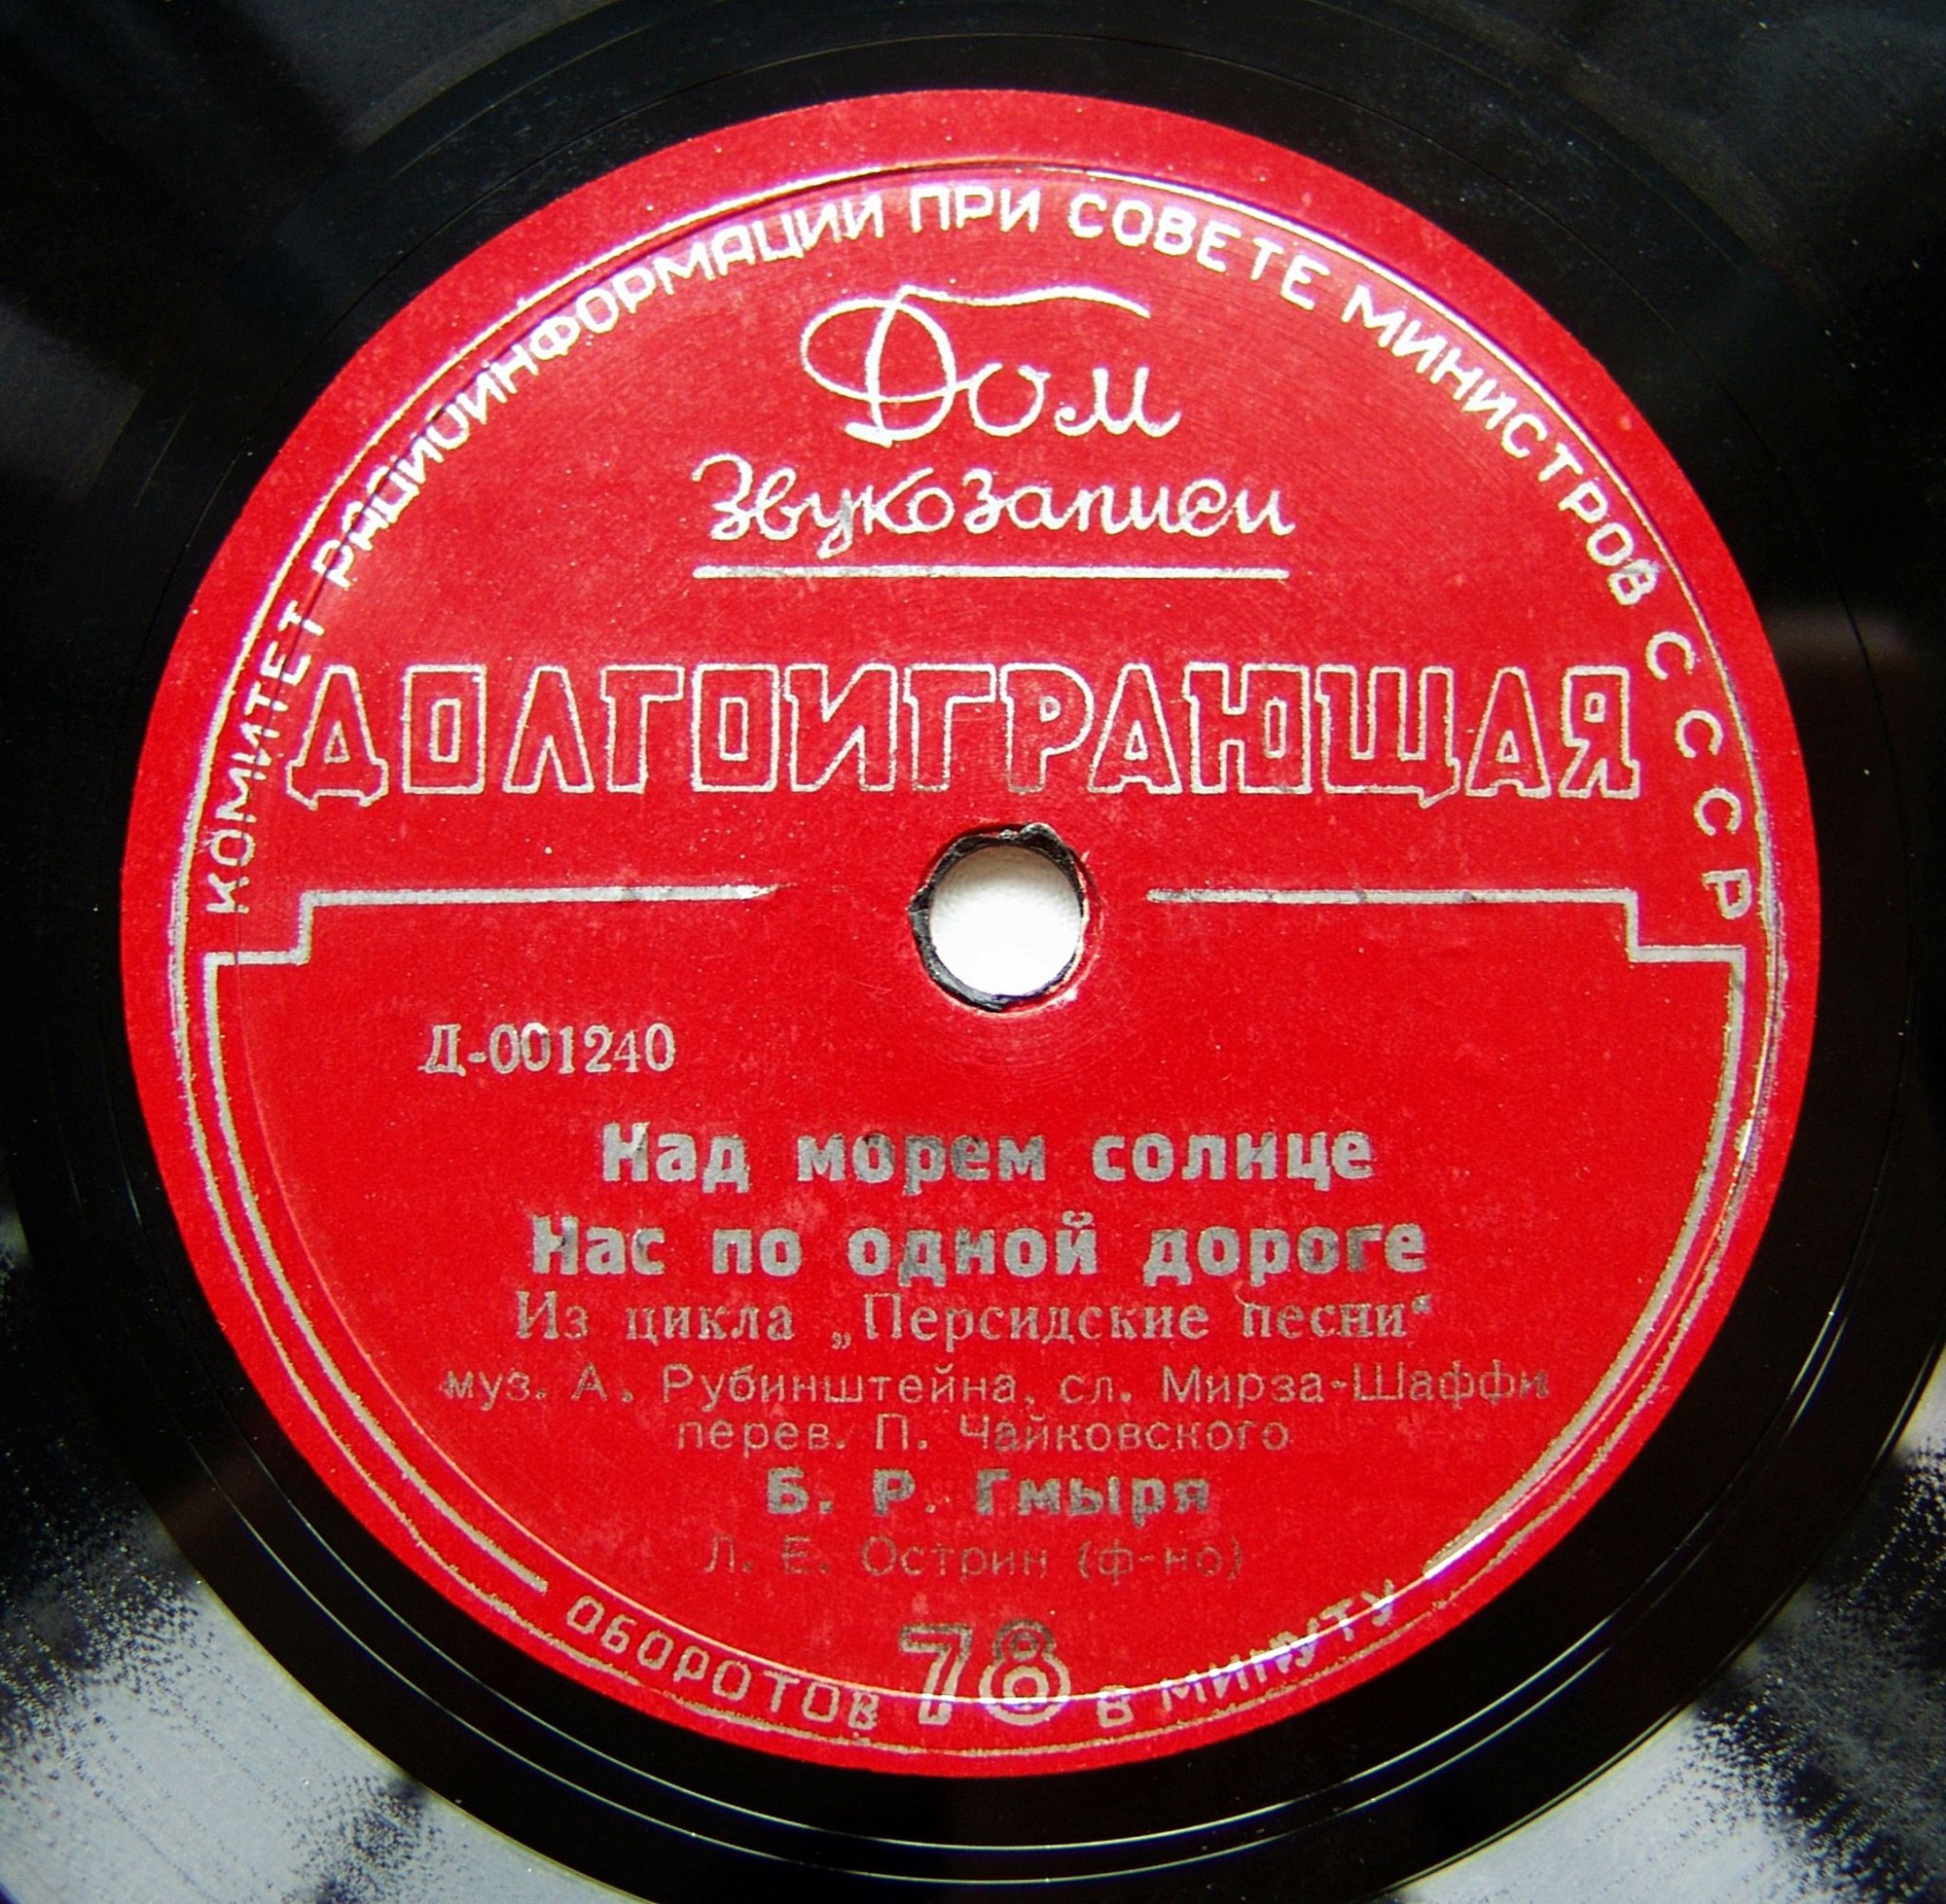 КОМИТЕТ РАДИОИНФОРМАЦИИ ПРИ СОВЕТЕ МИНИСТРОВ СССР
Дом
Звукозаписи
ДОЛГОИГРАЮЩАЯ
Д-001240
Над морем солнце
Нас по одной дороге
Из цикла „Персидские песни“
муз. А. Рубинштейна, сл. Мирза-Шаффи
перев. П. Чайковского
Б. Р. Гмыря
Л. Е. Острин (ф-но)
ОБОРОТОВ 78 В МИНУТУ